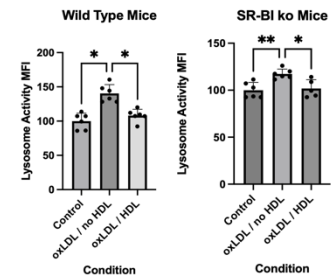 Wild Type Mice
Lysosome Activity MFI
200
150
100
50
0
*
*
Control
oxLDL / no HDL
oxLDL / HDL
Condition
SR-BI ko Mice
Lysosome Activity MFI
150
100
50
0
**
*
Control
oxLDL / no HDL
oxLDL / HDL
Condition